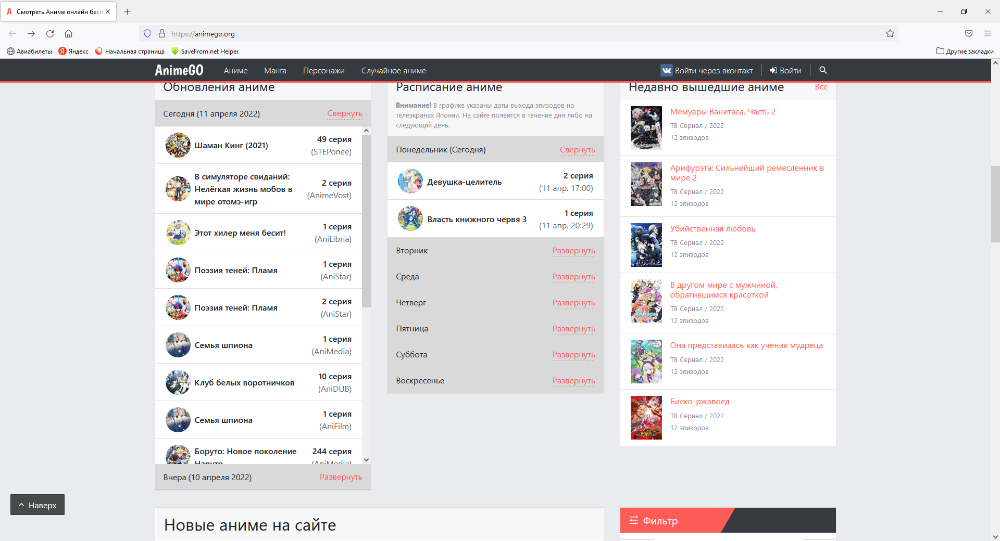 Смотреть Аниме онлайн бесп
https://animego.org
Авиабилеты
Яндекс
Начальная страница
SaveFrom.net Helper
Другие закладки
AnimeGO
Аниме
Манга
Персонажи
Случайное аниме
Войти через вконтакт
Войти
Обновления аниме
Сегодня (11 апреля 2022)
Свернуть
Шаман Кинг (2021)
49 серия
(STEPonee)
В симуляторе свиданий:
Нелёгкая жизнь мобов в
мире отомэ-игр
2 серия
(AnimeVost)
Этот хилер меня бесит!
1 серия
(AniLibria)
Поэзия теней: Пламя
1 серия
(AniStar)
Поэзия теней: Пламя
2 серия
(AniStar)
Семья шпиона
1 серия
(AniMedia)
Клуб белых воротничков
10 серия
(AniDUB)
Семья шпиона
1 серия
(AniFilm)
Боруто: Новое поколение
Наруто
244 серия
(AniMedia)
Вчера (10 апреля 2022)
Развернуть
Расписание аниме
Внимание! В графике указаны даты выхода эпизодов на
телеэкранах Японии. На сайте появится в течение дня либо на
следующий день.
Понедельник (Сегодня)
Свернуть
Девушка-целитель
2 серия
(11 апр. 17:00)
Власть книжного червя 3
1 серия
(11 апр. 20:29)
Вторник
Развернуть
Среда
Развернуть
Четверг
Развернуть
Пятница
Развернуть
Суббота
Развернуть
Воскресенье
Развернуть
Недавно вышедшие аниме
Все
Мемуары Ванитаса. Часть 2
ТВ Сериал / 2022
12 эпизодов
Арифурэта: Сильнейший ремесленник в
мире 2
ТВ Сериал / 2022
12 эпизодов
Убийственная любовь
ТВ Сериал / 2022
12 эпизодов
В другом мире с мужчиной,
обратившимся красоткой
ТВ Сериал / 2022
12 эпизодов
Она представилась как ученик мудреца
ТВ Сериал / 2022
12 эпизодов
Биско-ржавоед
ТВ Сериал / 2022
12 эпизодов
Наверх
Новые аниме на сайте
Фильтр